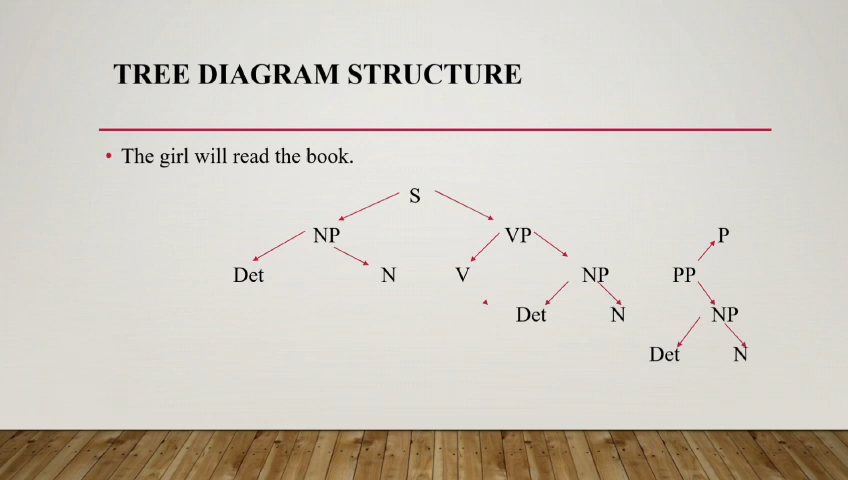 TREE DIAGRAM STRUCTURE
• The girl will read the book.
S
NP VP P
Det N V NP PP
Det N NP
Det N